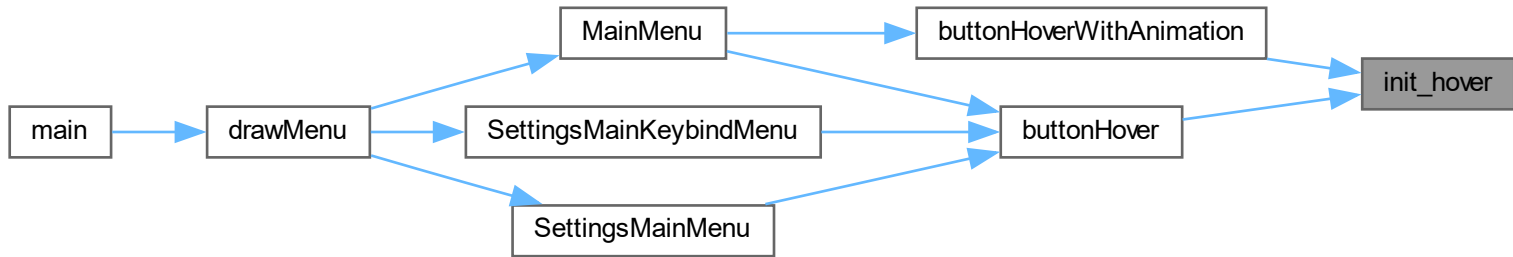 MainMenu
buttonHoverWithAnimation
init_hover
main
drawMenu
SettingsMainKeybindMenu
buttonHover
SettingsMainMenu